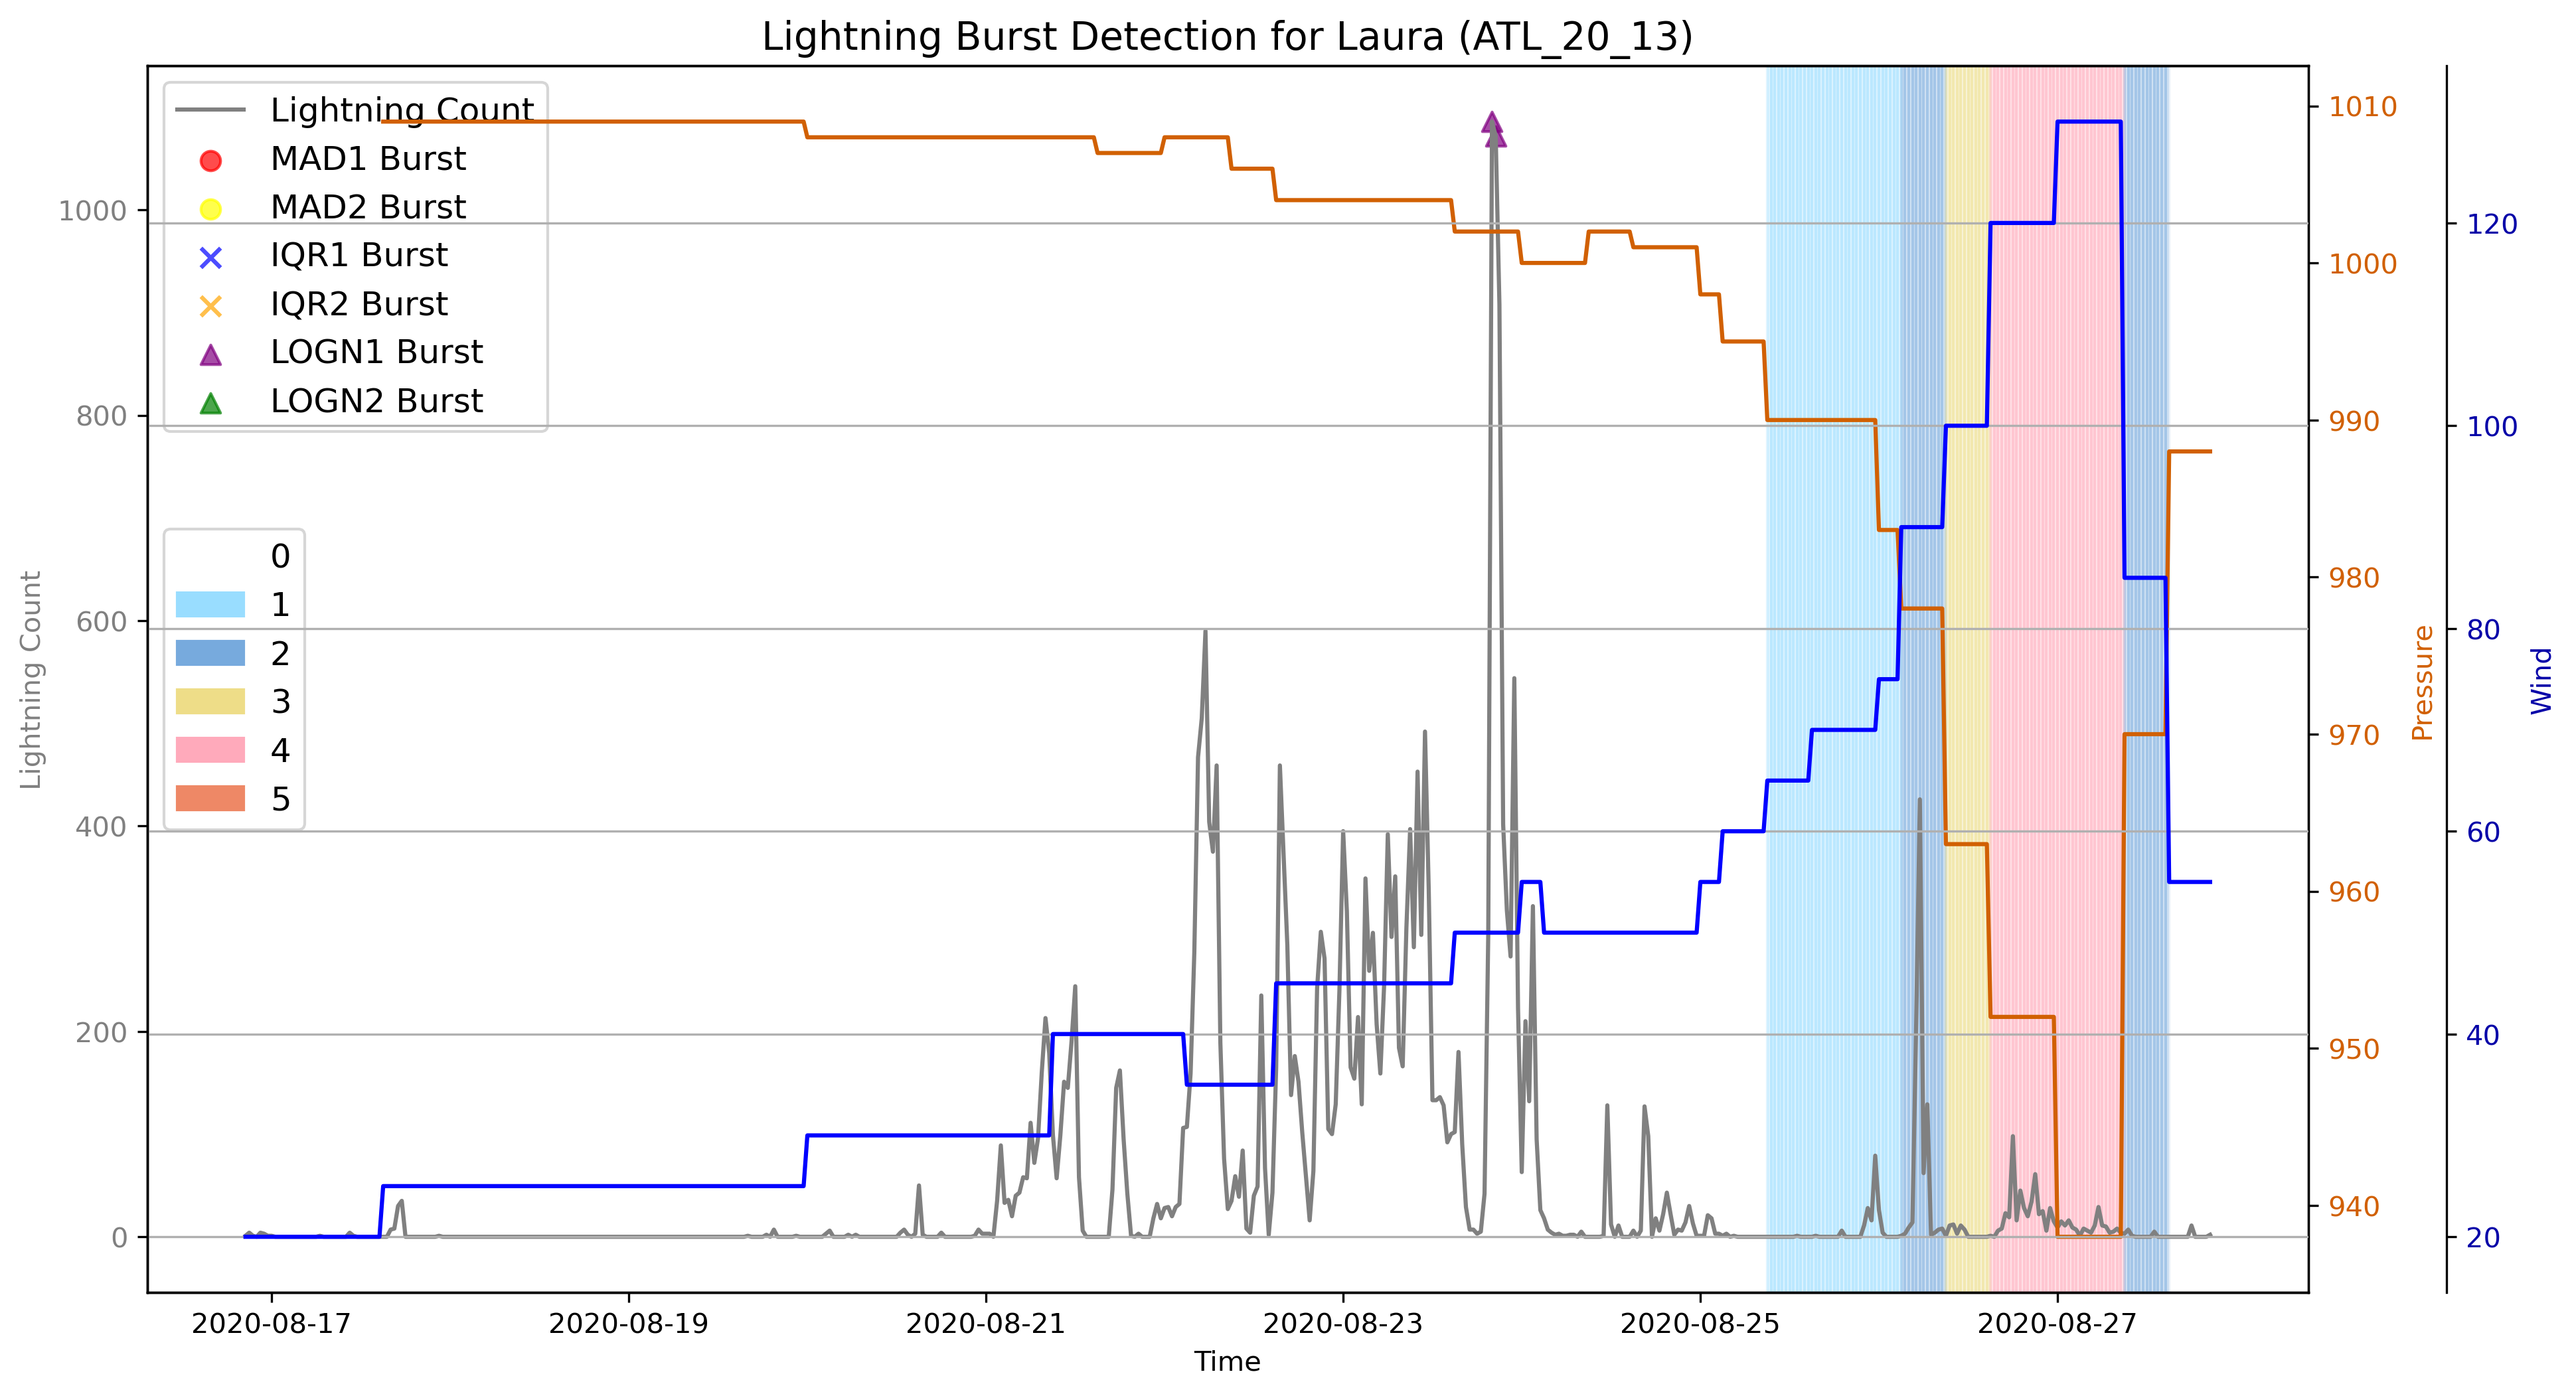 Lightning Burst Detection for Laura (ATL_20_13)
Lightning Count
MAD1 Burst
MAD2 Burst
IQR1 Burst
IQR2 Burst
LOGN1 Burst
LOGN2 Burst
0
1
2
3
4
5
Lightning Count
1000
800
600
400
200
0
1010
1000
990
980
970
960
950
940
Pressure
120
100
80
60
40
20
Wind
2020-08-17
2020-08-19
2020-08-21
2020-08-23
2020-08-25
2020-08-27
Time